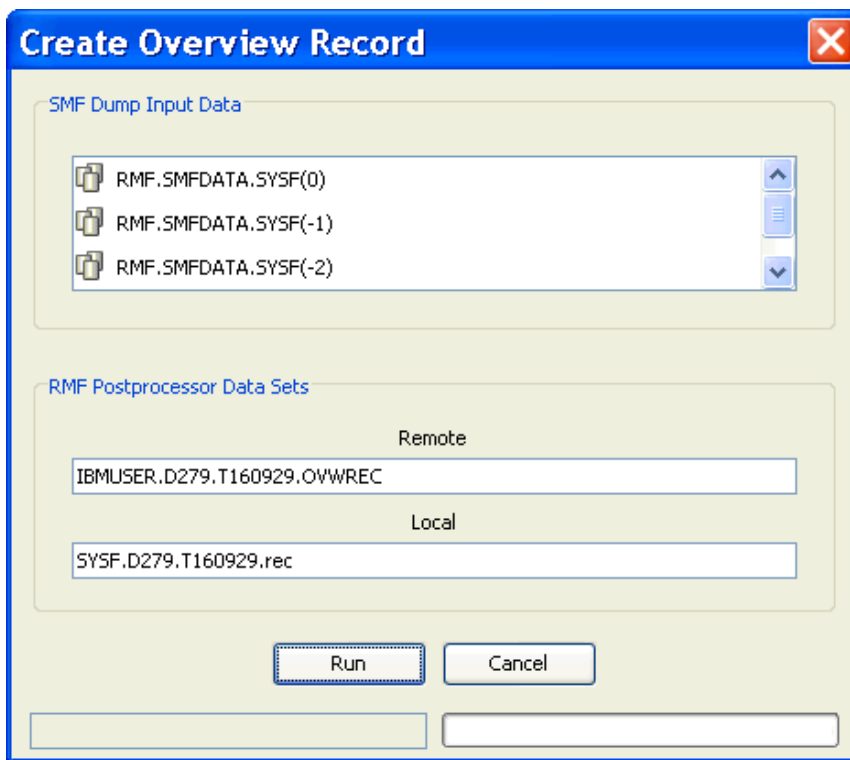 Create Overview Record
SMF Dump Input Data
RMF.SMFDATA.SYSF(0)
RMF.SMFDATA.SYSF(-1)
RMF.SMFDATA.SYSF(-2)
RMF Postprocessor Data Sets
Remote
IBMUSER.D279.T160929.OVWREC
Local
SYSF.D279.T160929.rec
Run Cancel